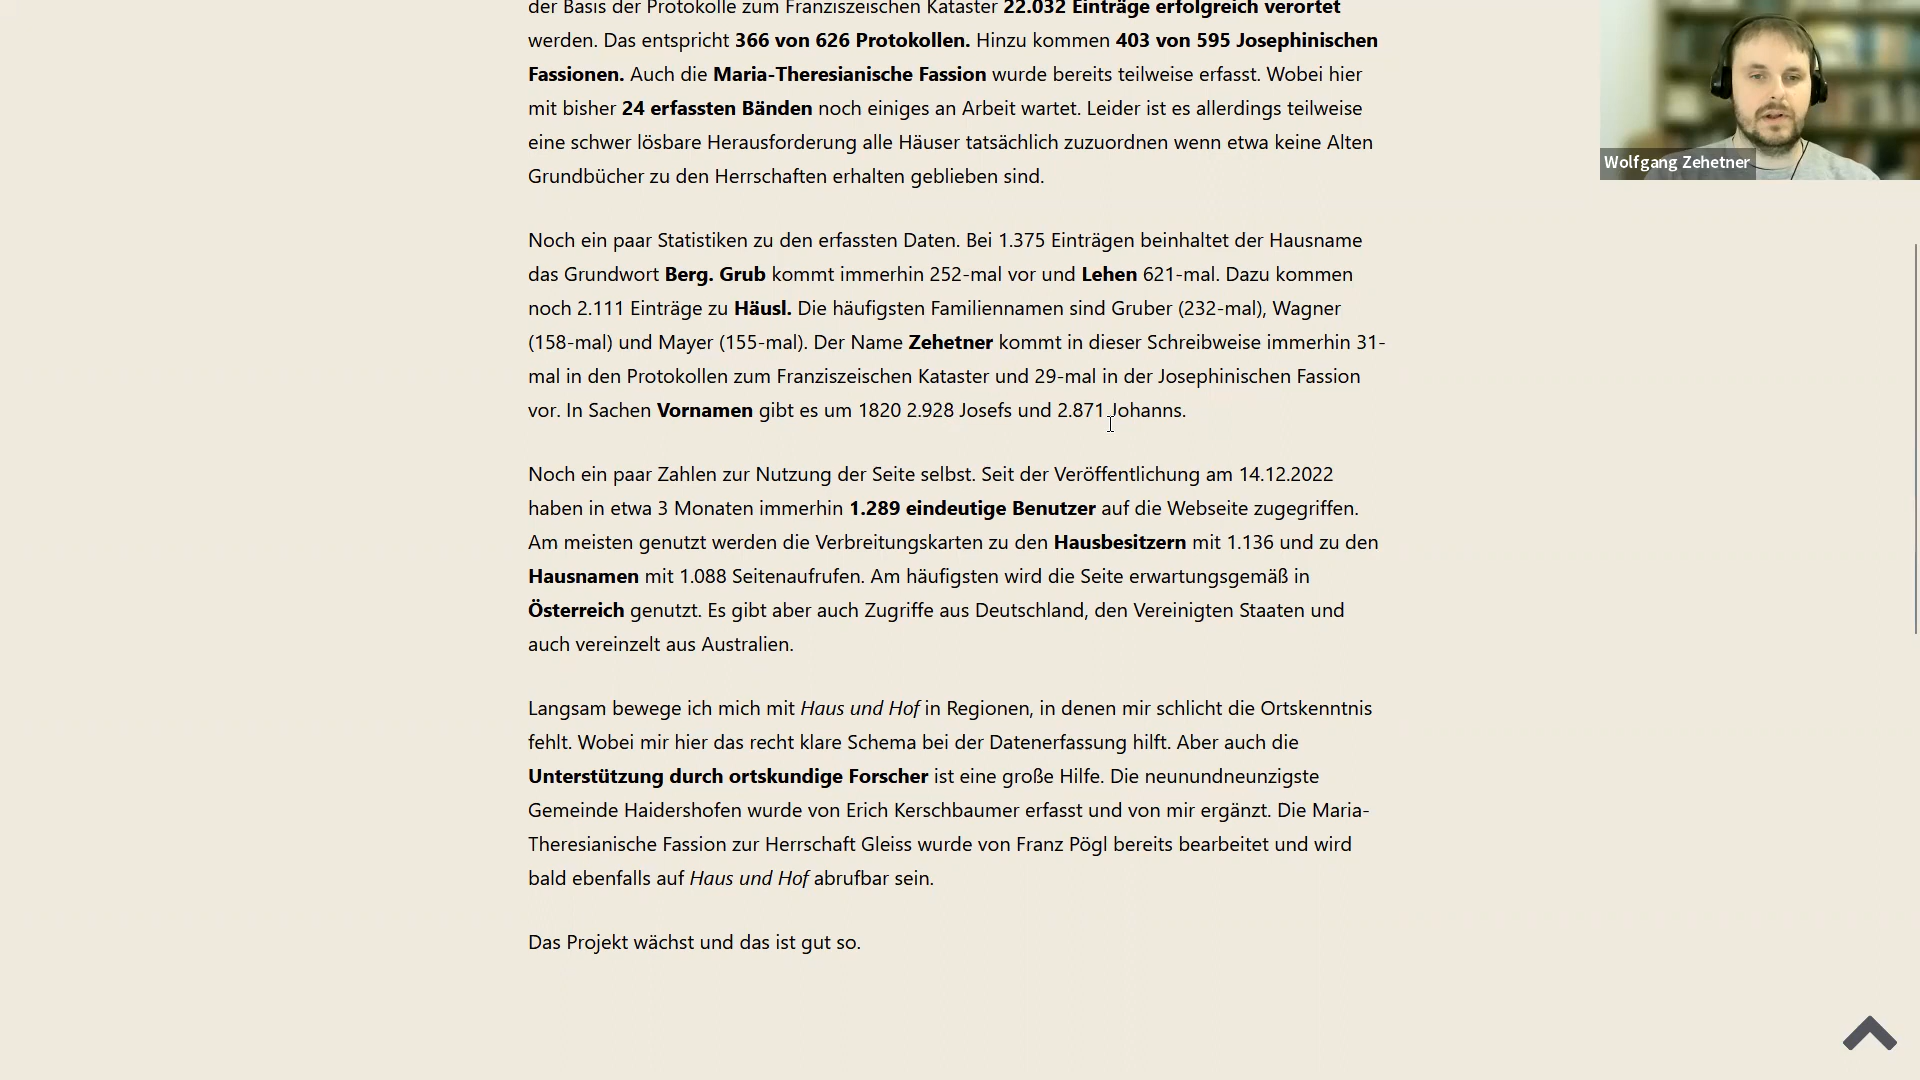 der Basis der Protokolle zum Franziszeischen Kataster 22.032 Einträge erfolgreich verortet
werden. Das entspricht 366 von 626 Protokollen. Hinzu kommen 403 von 595 Josephinischen
Fassionen. Auch die Maria-Theresianische Fassion wurde bereits teilweise erfasst. Wobei hier
mit bisher 24 erfassten Bänden noch einiges an Arbeit wartet. Leider ist es allerdings teilweise
eine schwer lösbare Herausforderung alle Häuser tatsächlich zuzuordnen wenn etwa keine Alten
Grundbücher zu den Herrschaften erhalten geblieben sind.
Noch ein paar Statistiken zu den erfassten Daten. Bei 1.375 Einträgen beinhaltet der Hausname
das Grundwort Berg. Grub kommt immerhin 252-mal vor und Lehen 621-mal. Dazu kommen
noch 2.111 Einträge zu Häusl. Die häufigsten Familiennamen sind Gruber (232-mal), Wagner
(158-mal) und Mayer (155-mal). Der Name Zehetner kommt in dieser Schreibweise immerhin 31-
mal in den Protokollen zum Franziszeischen Kataster und 29-mal in der Josephinischen Fassion
vor. In Sachen Vornamen gibt es um 1820 2.928 Josefs und 2.871 Johanns.
Noch ein paar Zahlen zur Nutzung der Seite selbst. Seit der Veröffentlichung am 14.12.2022
haben in etwa 3 Monaten immerhin 1.289 eindeutige Benutzer auf die Webseite zugegriffen.
Am meisten genutzt werden die Verbreitungskarten zu den Hausbesitzern mit 1.136 und zu den
Hausnamen mit 1.088 Seitenaufrufen. Am häufigsten wird die Seite erwartungsgemäß in
Österreich genutzt. Es gibt aber auch Zugriffe aus Deutschland, den Vereinigten Staaten und
auch vereinzelt aus Australien.
Langsam bewege ich mich mit Haus und Hof in Regionen, in denen mir schlicht die Ortskenntnis
fehlt. Wobei mir hier das recht klare Schema bei der Datenerfassung hilft. Aber auch die
Unterstützung durch ortskundige Forscher ist eine große Hilfe. Die neunundneunzigste
Gemeinde Haidershofen wurde von Erich Kerschbaumer erfasst und von mir ergänzt. Die Maria-
Theresianische Fassion zur Herrschaft Gleiss wurde von Franz Pögl bereits bearbeitet und wird
bald ebenfalls auf Haus und Hof abrufbar sein.
Das Projekt wächst und das ist gut so.
Wolfgang Zehetner